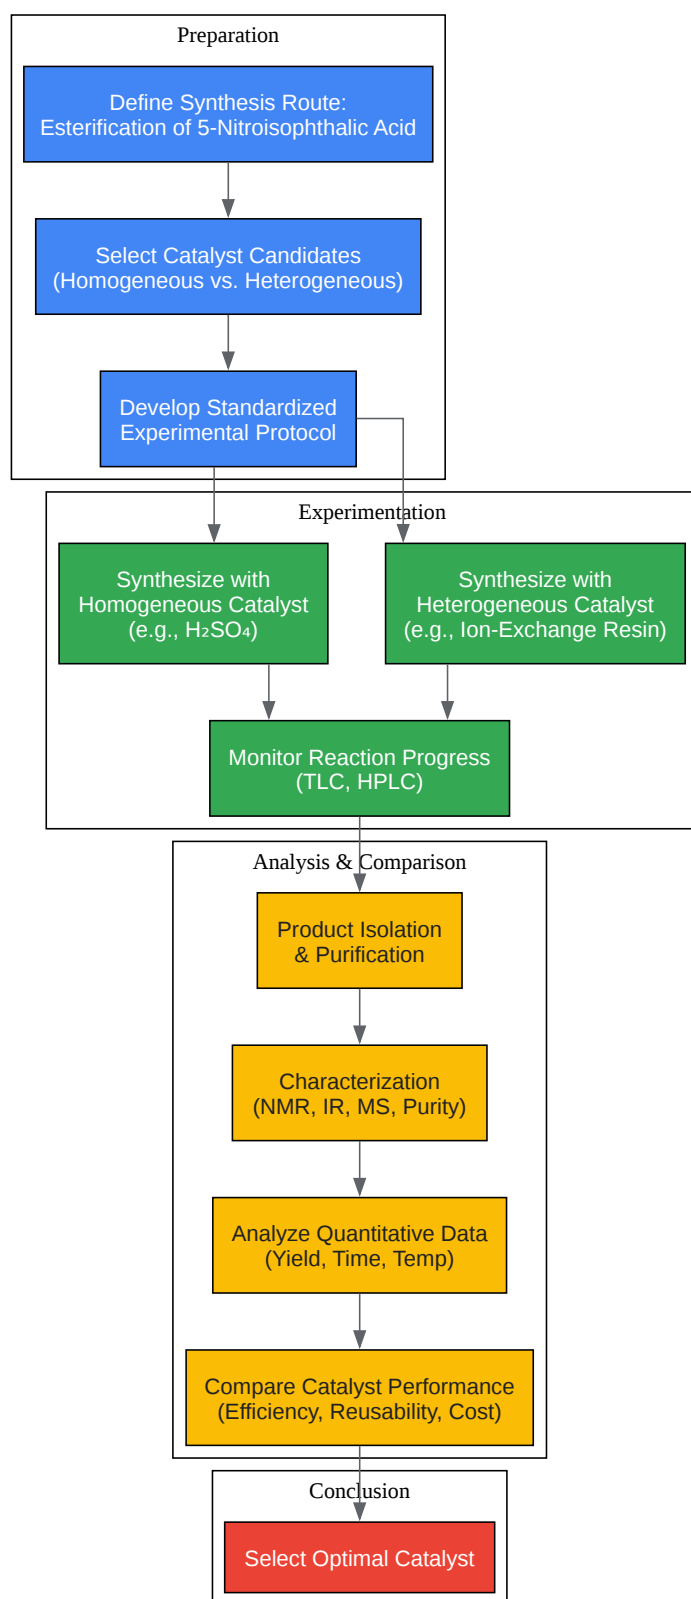 Preparation
Define Synthesis Route:
Esterification of 5-Nitroisophthalic Acid
Select Catalyst Candidates
(Homogeneous vs. Heterogeneous)
Develop Standardized
Experimental Protocol
Experimentation
Synthesize with
Homogeneous Catalyst
(e.g., H₂SO₄)
Synthesize with
Heterogeneous Catalyst
(e.g., Ion-Exchange Resin)
Monitor Reaction Progress
(TLC, HPLC)
Analysis & Comparison
Product Isolation
& Purification
Characterization
(NMR, IR, MS, Purity)
Analyze Quantitative Data
(Yield, Time, Temp)
Compare Catalyst Performance
(Efficiency, Reusability, Cost)
Conclusion
Select Optimal Catalyst